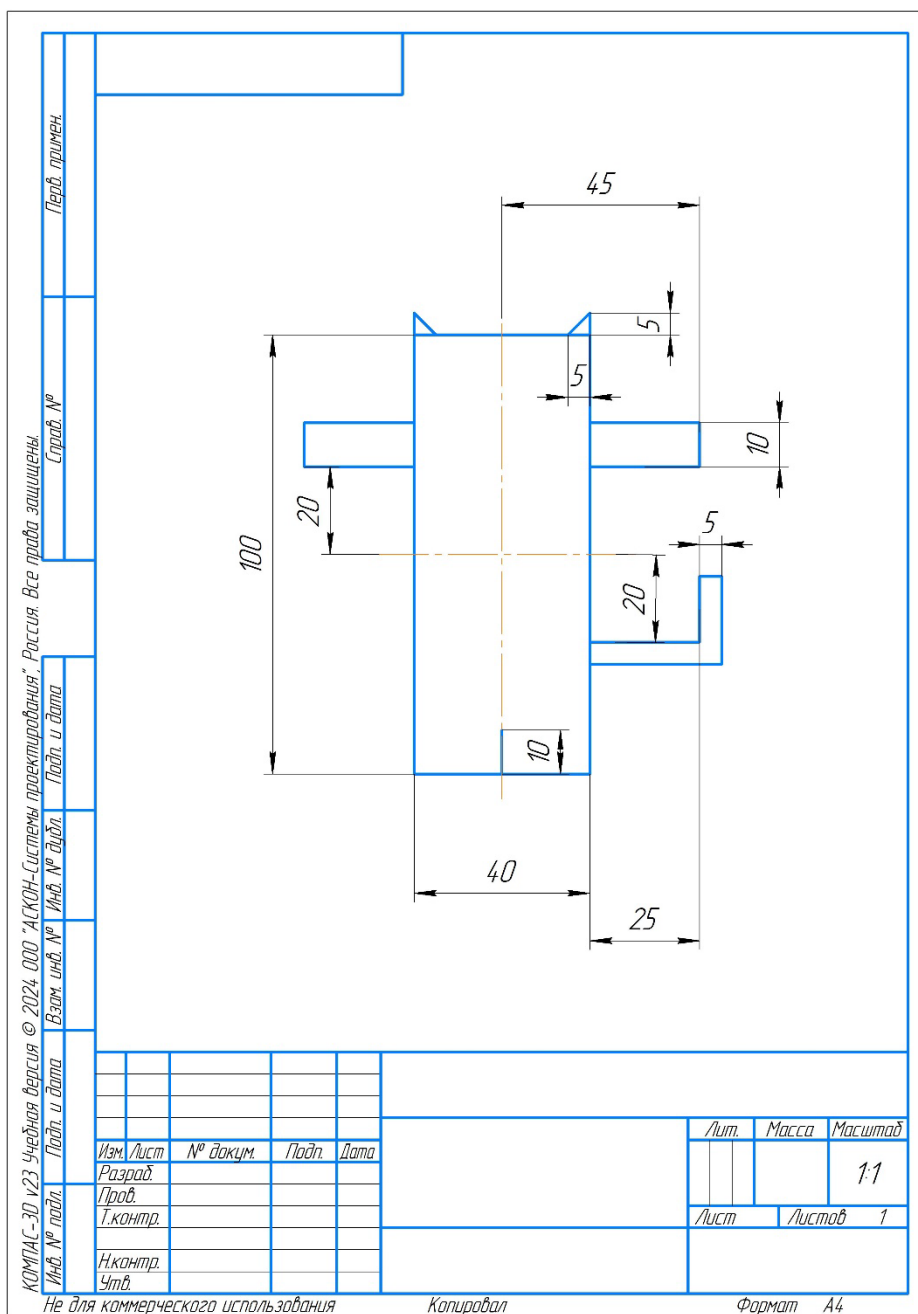 Перв. примен.
Справ. №
Подп. и дата
Инв. № дубл.
Взам. инв. №
Подп. и дата
Инв. № подл.
КОМПАС-3D v23 Учебная версия © 2024 ООО "АСКОН-Системы проектирования", Россия. Все права защищены.
45
5
5
10
20
100
5
20
10
40
25
Изм. Лист № докум. Подп. Дата
Разраб.
Пров.
Т.контр.
Н.контр.
Утв.
Лит. Масса Масштаб
1:1
Лист Листов 1
Не для коммерческого использования Копировал Формат А4